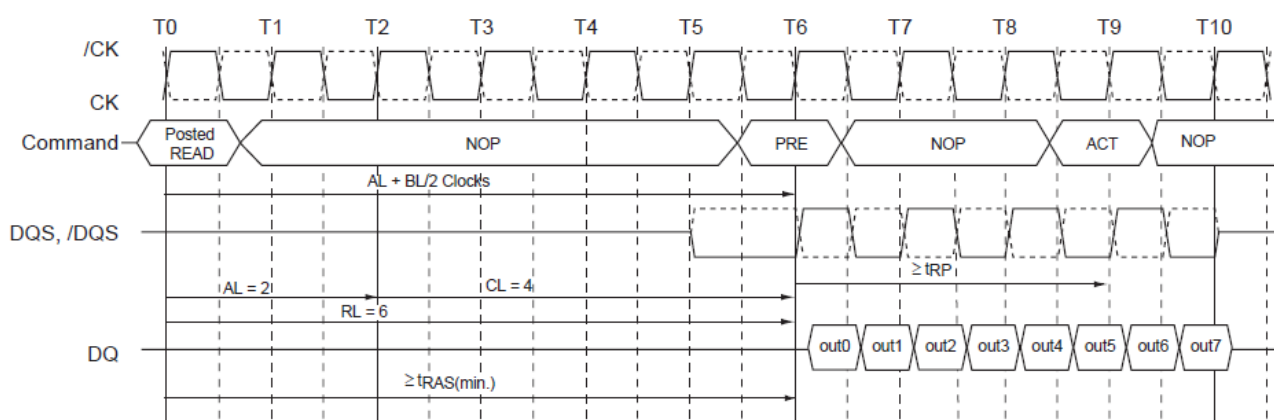 T0 T1 T2 T3 T4 T5 T6 T7 T8 T9 T10
/CK
CK
Command
Posted
READ
NOP
PRE
NOP
ACT
NOP
AL + BL/2 Clocks
DQS, /DQS
≥ tRP
AL = 2
CL = 4
RL = 6
DQ
out0 out1 out2 out3 out4 out5 out6 out7
≥ tRAS(min.)